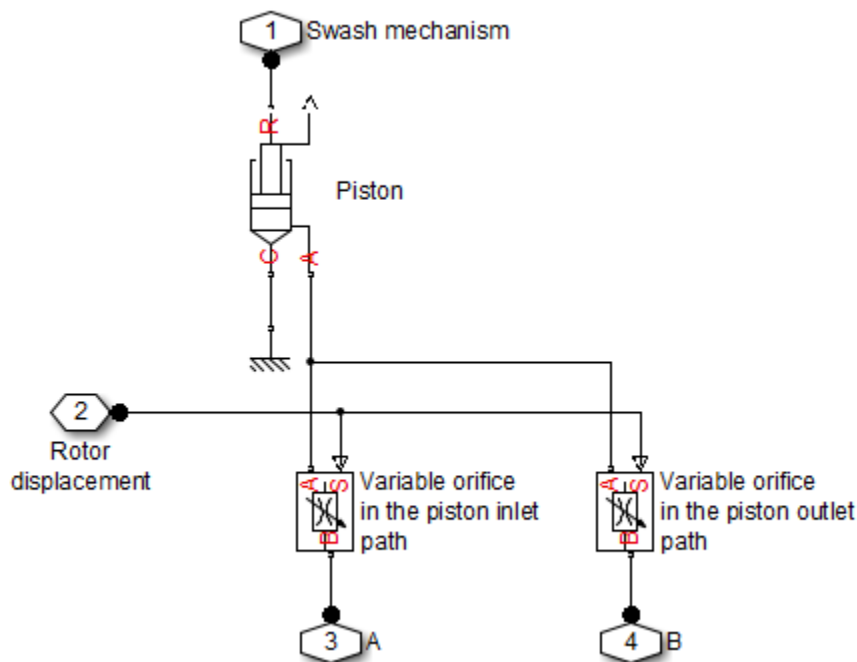 1 Swash mechanism
R
Piston
C A
2
Rotor
displacement
A S Variable orifice
in the piston inlet
B path
A S Variable orifice
in the piston outlet
B path
3 A
4 B